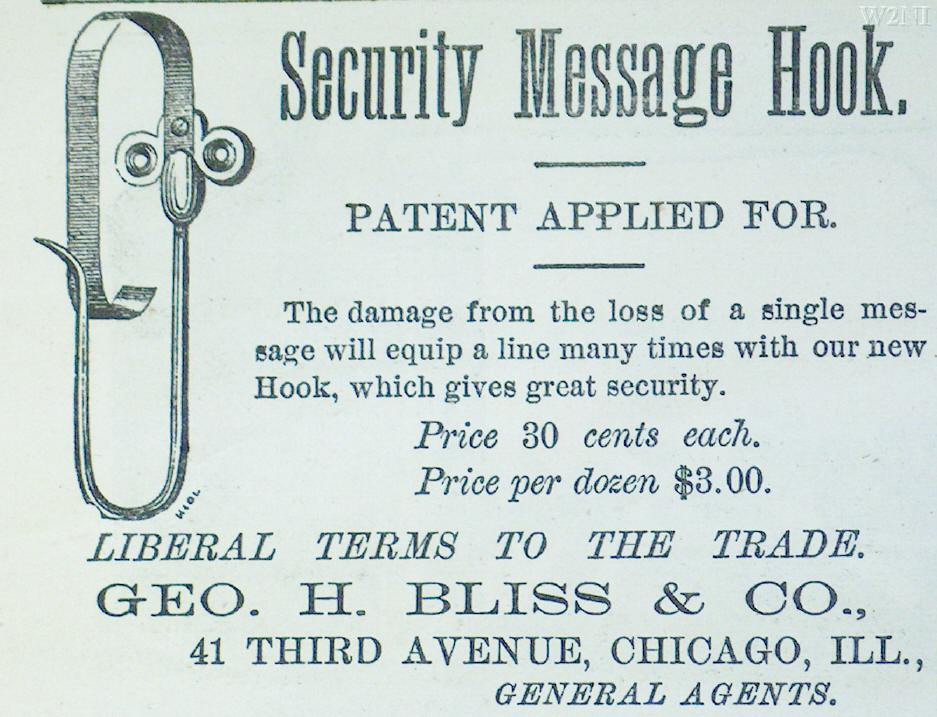 W2NI
Security Message Hook.
PATENT APPLIED FOR.
The damage from the loss of a single mes-
sage will equip a line many times with our new
Hook, which gives great security.
Price 30 cents each.
Price per dozen $3.00.
LIBERAL TERMS TO THE TRADE.
GEO. H. BLISS & CO.,
41 THIRD AVENUE, CHICAGO, ILL.,
GENERAL AGENTS.